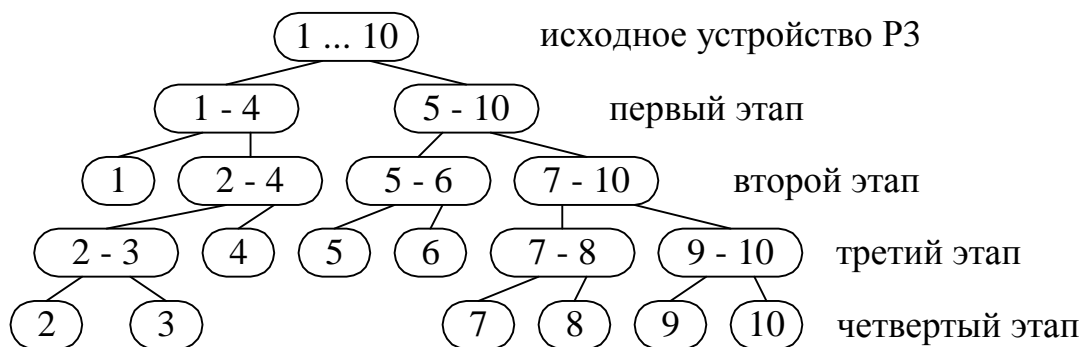 1 ... 10 исходное устройство РЗ
1 - 4 5 - 10 первый этап
1 2 - 4 5 - 6 7 - 10 второй этап
2 - 3 4 5 6 7 - 8 9 - 10 третий этап
2 3 7 8 9 10 четвертый этап